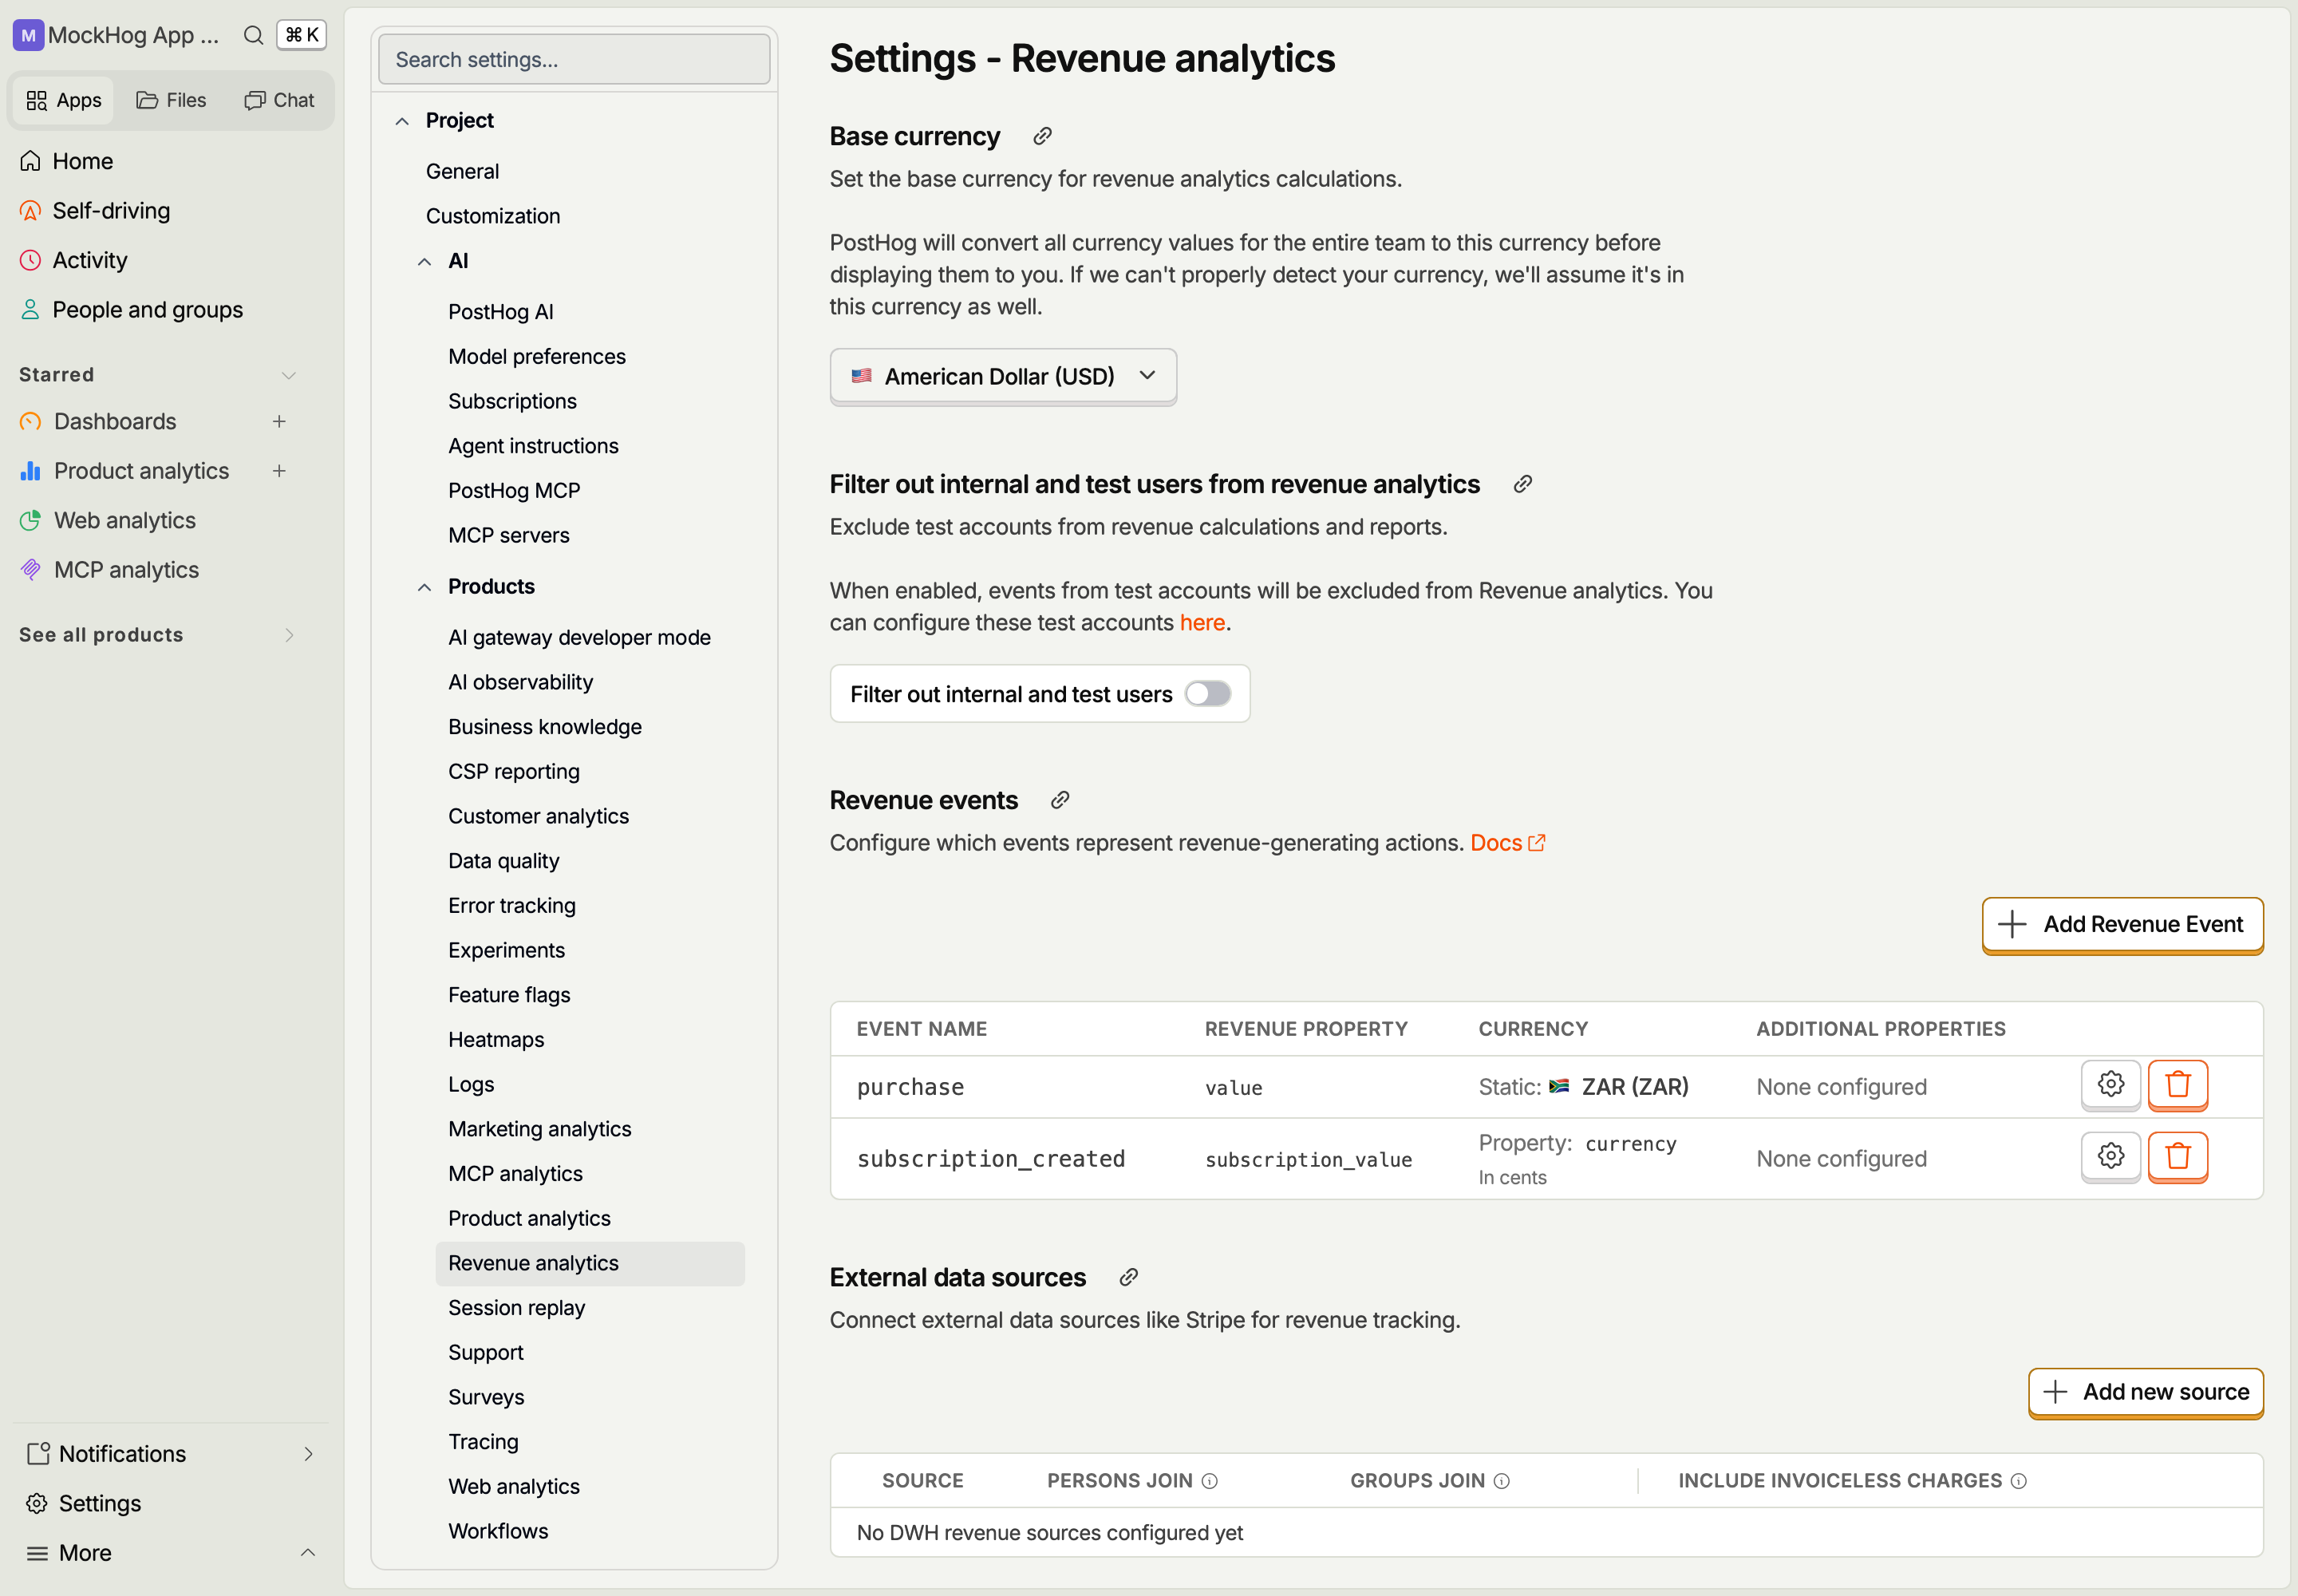 M MockHog App ... ⌘ K
Apps Files Chat
Home
Self-driving
Activity
People and groups
Starred
Dashboards
Product analytics
Web analytics
MCP analytics
See all products
Notifications
Settings
More
Search settings...
Project
General
Customization
AI
PostHog AI
Model preferences
Subscriptions
Agent instructions
PostHog MCP
MCP servers
Products
AI gateway developer mode
AI observability
Business knowledge
CSP reporting
Customer analytics
Data quality
Error tracking
Experiments
Feature flags
Heatmaps
Logs
Marketing analytics
MCP analytics
Product analytics
Revenue analytics
Session replay
Support
Surveys
Tracing
Web analytics
Workflows
Settings - Revenue analytics
Base currency
Set the base currency for revenue analytics calculations.
PostHog will convert all currency values for the entire team to this currency before
displaying them to you. If we can't properly detect your currency, we'll assume it's in
this currency as well.
American Dollar (USD)
Filter out internal and test users from revenue analytics
Exclude test accounts from revenue calculations and reports.
When enabled, events from test accounts will be excluded from Revenue analytics. You
can configure these test accounts here.
Filter out internal and test users
Revenue events
Configure which events represent revenue-generating actions. Docs
Add Revenue Event
EVENT NAME REVENUE PROPERTY CURRENCY ADDITIONAL PROPERTIES
purchase value Static: ZAR (ZAR) None configured
subscription_created subscription_value Property: currency None configured
In cents
External data sources
Connect external data sources like Stripe for revenue tracking.
Add new source
SOURCE PERSONS JOIN GROUPS JOIN INCLUDE INVOICELESS CHARGES
No DWH revenue sources configured yet